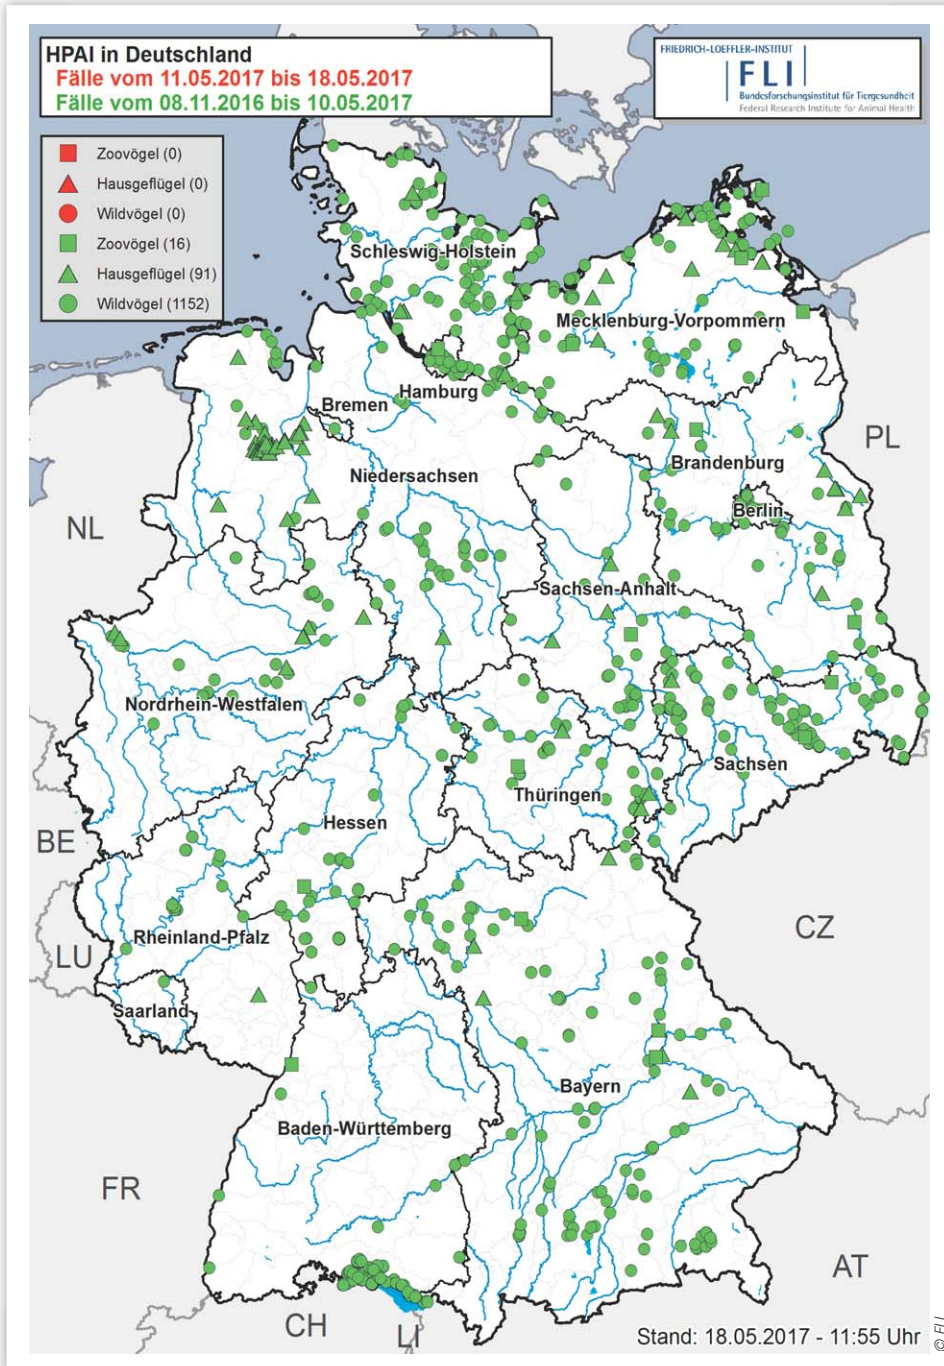 HPAI in Deutschland
Fälle vom 11.05.2017 bis 18.05.2017
Fälle vom 08.11.2016 bis 10.05.2017
FRIEDRICH-LOEFFLER-INSTITUT
FLI
Bundesforschungsinstitut für Tiergesundheit
Federal Research Institute for Animal Health
Zoovögel (0)
Hausgeflügel (0)
Wildvögel (0)
Zoovögel (16)
Hausgeflügel (91)
Wildvögel (1152)
Schleswig-Holstein
Mecklenburg-Vorpommern
Hamburg
Bremen
PL
Brandenburg
Niedersachsen
Berlin
NL
Sachsen-Anhalt
Nordrhein-Westfalen
Sachsen
Thüringen
Hessen
BE
CZ
Rheinland-Pfalz
LU
Saarland
Bayern
Baden-Württemberg
FR
AT
CH
LI
Stand: 18.05.2017 - 11:55 Uhr
© FLI